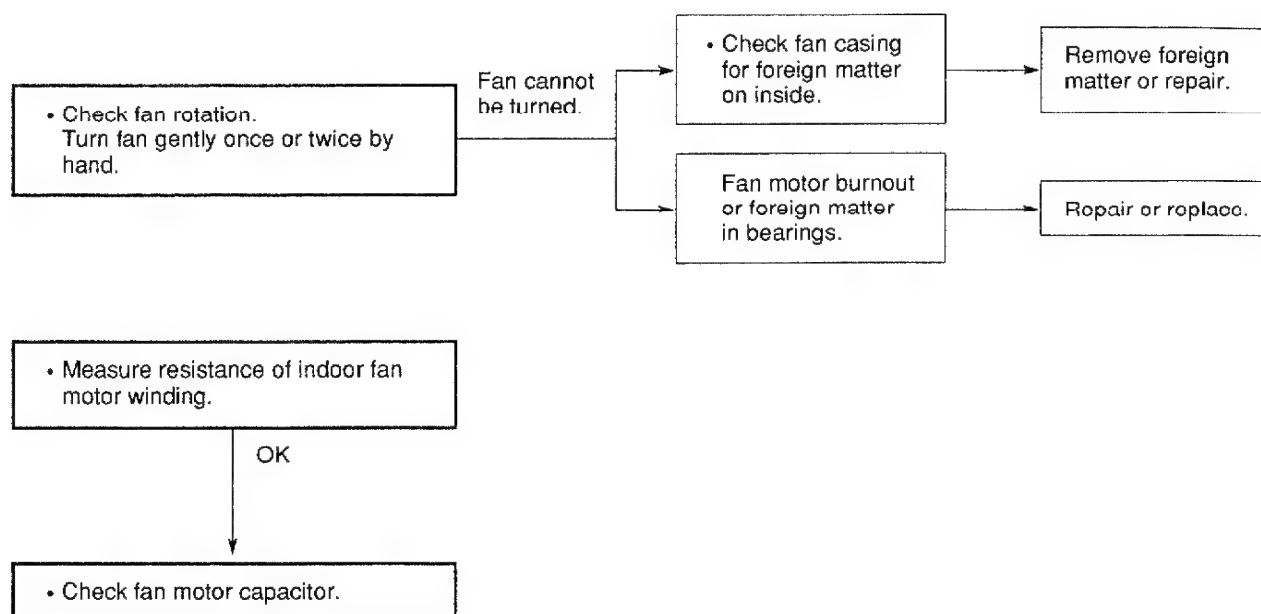 • Check fan rotation.
Turn fan gently once or twice by
hand.
Fan cannot
be turned.
• Check fan casing
for foreign matter
on inside.
Remove foreign
matter or repair.
Fan motor burnout
or foreign matter
in bearings.
Repair or replace.
• Measure resistance of indoor fan
motor winding.
OK
• Check fan motor capacitor.